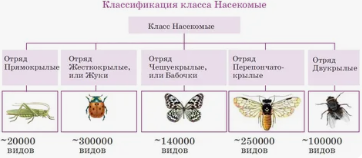 Классификация класса Насекомые
Класс Насекомые
Отряд
Прямокрылые
Отряд
Жесткокрылые,
или Жуки
Отряд
Чешуекрылые,
или Бабочки
Отряд
Перепончато-
крылые
Отряд
Двукрылые
~20000
видов
~300000
видов
~140000
видов
~250000
видов
~100000
видов